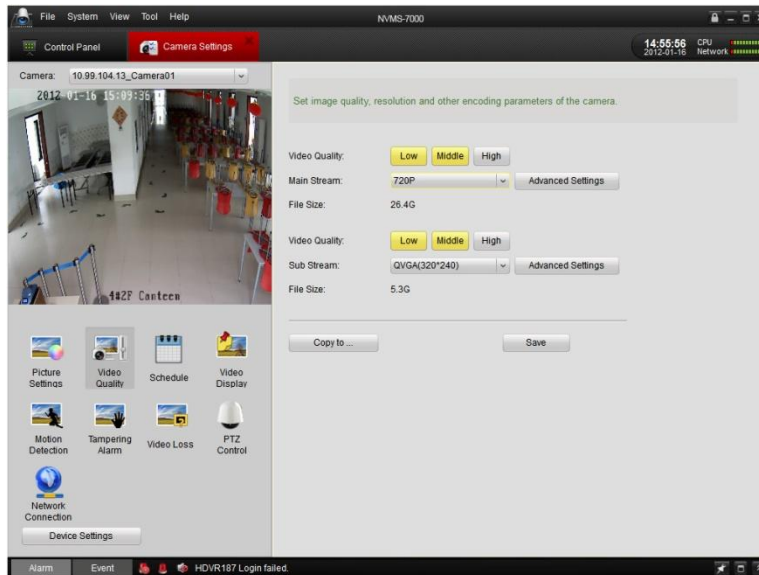 File System View Tool Help
NVMS-7000
Control Panel
Camera Settings
14:55:56
2012-01-16
CPU
Network
Camera: 10.99.104.13_Camera01
2012 01-16 15:09:36
4#2F Canteen
Set image quality, resolution and other encoding parameters of the camera.
Video Quality: Low Middle High
Main Stream: 720P Advanced Settings
File Size: 26.4G
Video Quality: Low Middle High
Sub Stream: QVGA(320*240) Advanced Settings
File Size: 5.3G
Copy to ... Save
Picture
Settings
Video
Quality
Schedule
Video
Display
Motion
Detection
Tampering
Alarm
Video Loss
PTZ
Control
Network
Connection
Device Settings
Alarm Event HDVR187 Login failed.